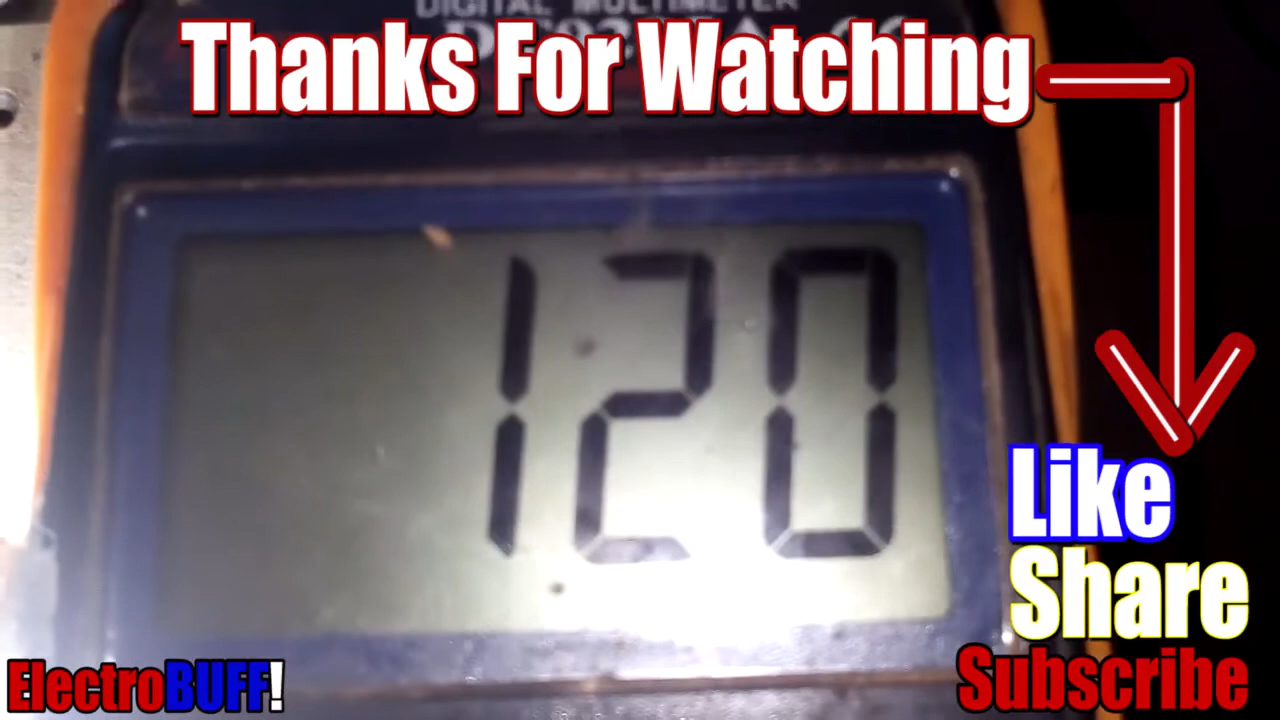 DIGITAL MULTIMETER
Thanks For Watching
120
Like
Share
Subscribe
ElectroBUFF!